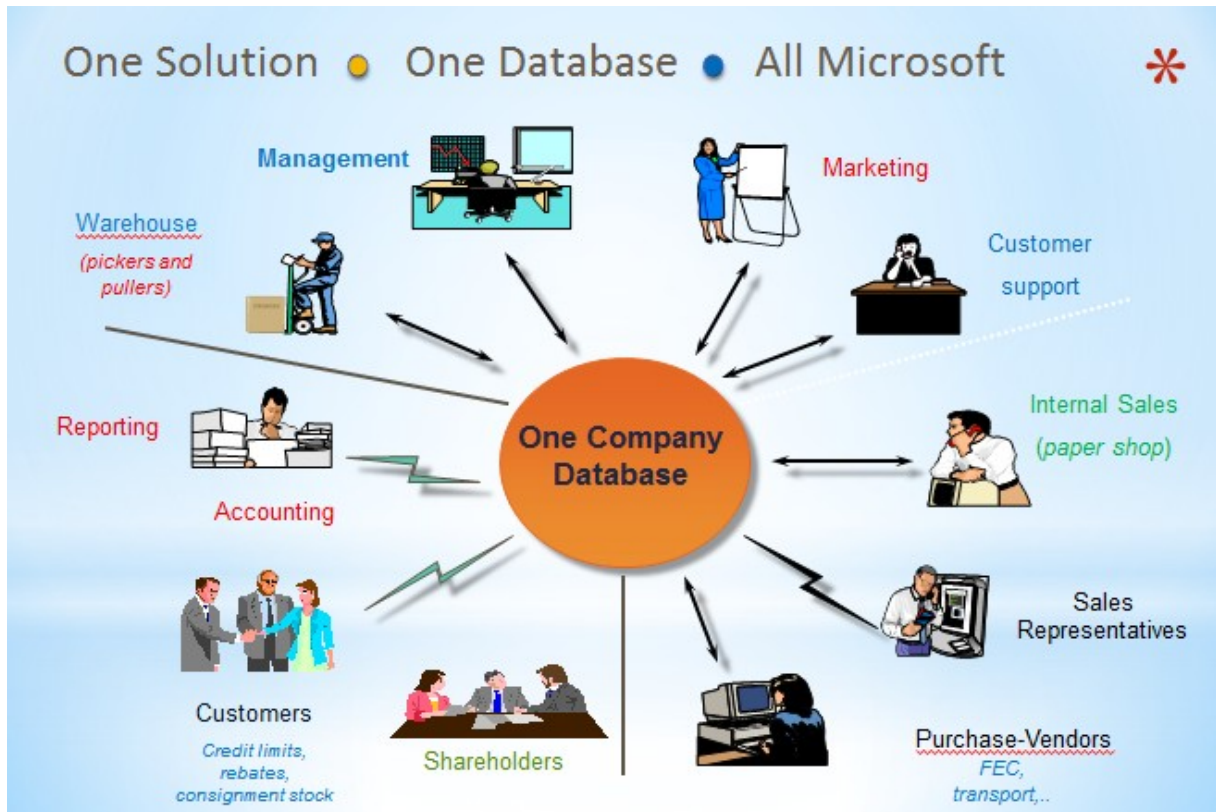 One Solution ● One Database ● All Microsoft
*
Management
Marketing
Warehouse
(pickers and
pullers)
Customer
support
Reporting
Accounting
One Company
Database
Internal Sales
(paper shop)
Sales
Representatives
Customers
Credit limits,
rebates,
consignment stock
Shareholders
Purchase-Vendors
FEC,
transport,..